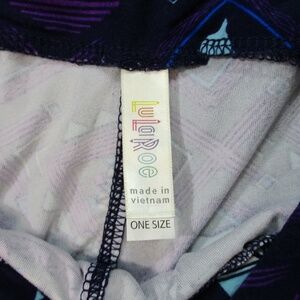 LuLaRoe
made in
vietnam
ONE SIZE